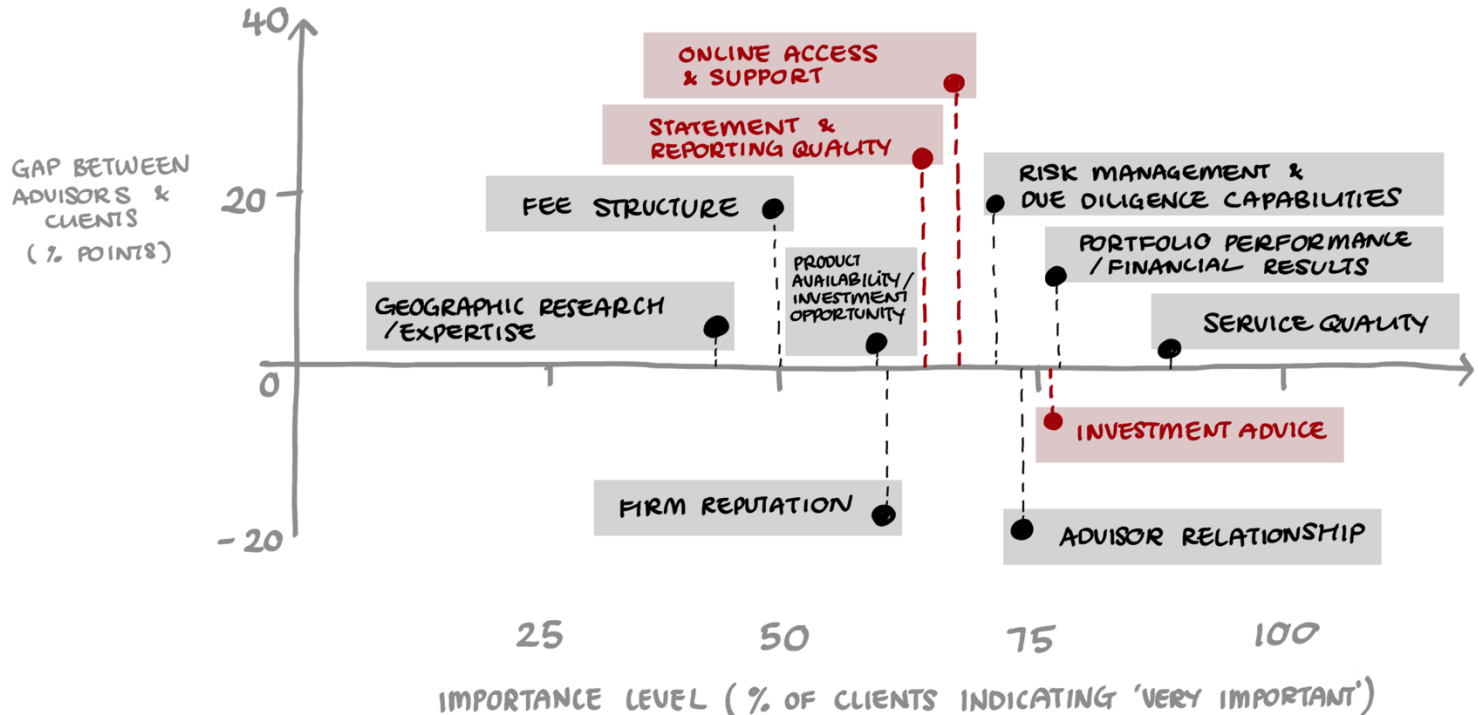 40
ONLINE ACCESS
& SUPPORT
STATEMENT &
REPORTING QUALITY
GAP BETWEEN
ADVISORS &
CLIENTS
(% POINTS)
20
FEE STRUCTURE
RISK MANAGEMENT &
DUE DILIGENCE CAPABILITIES
PRODUCT
AVAILABILITY/
INVESTMENT
OPPORTUNITY
PORTFOLIO PERFORMANCE
/FINANCIAL RESULTS
GEOGRAPHIC RESEARCH
/EXPERTISE
SERVICE QUALITY
0
INVESTMENT ADVICE
FIRM REPUTATION
ADVISOR RELATIONSHIP
-20
25 50 75 100
IMPORTANCE LEVEL (% OF CLIENTS INDICATING 'VERY IMPORTANT')